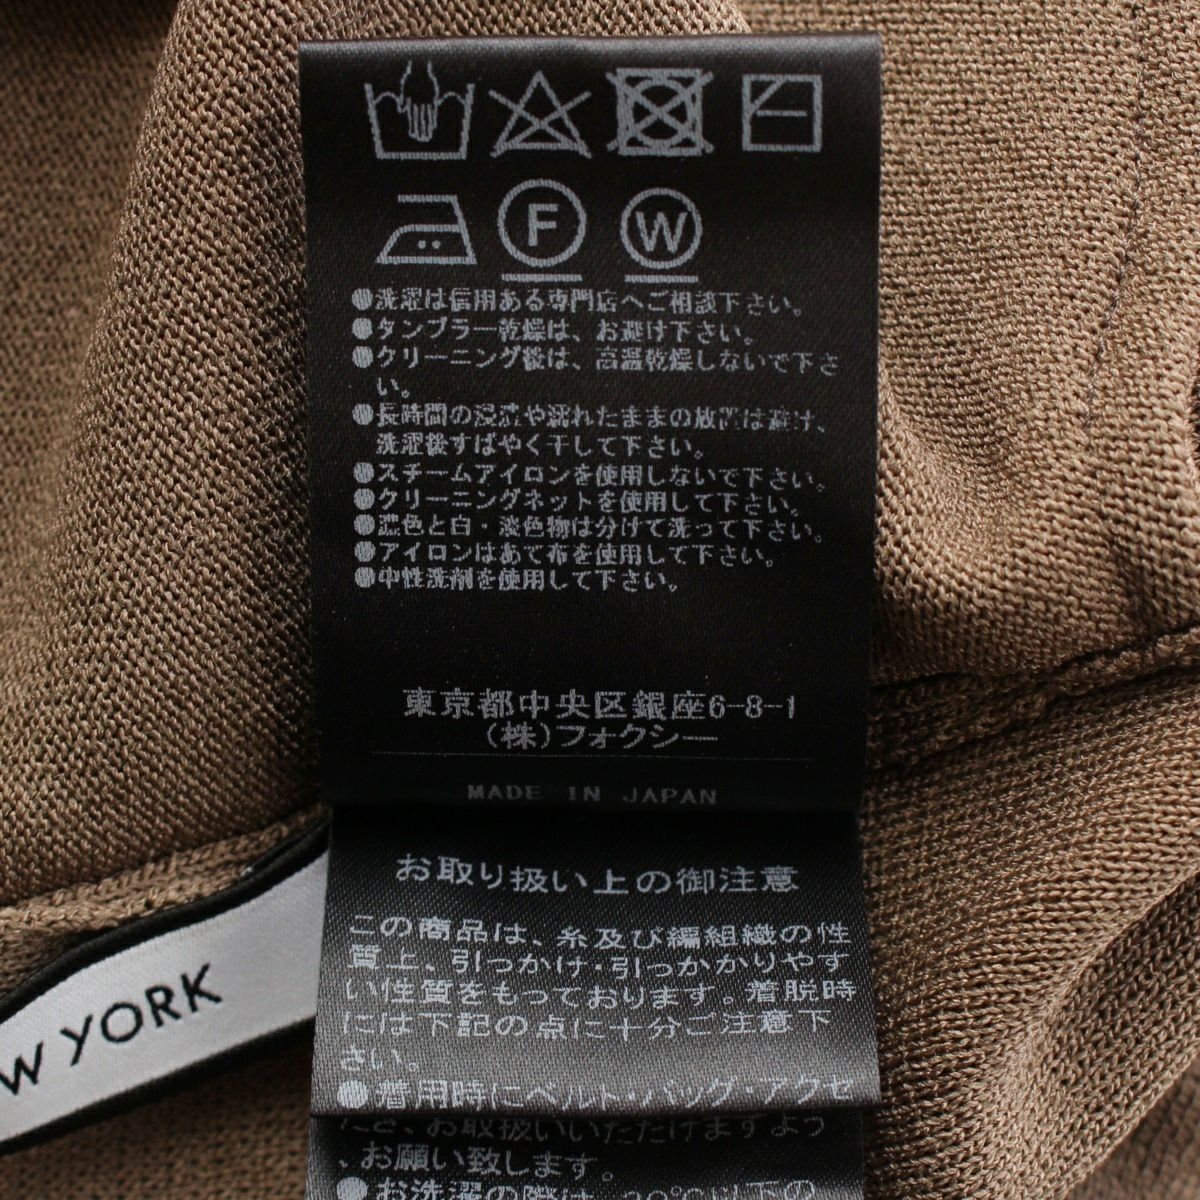 F
W
●洗濯は信用ある専門店へご相談下さい。
●タンブラー乾燥は、お避け下さい。
●クリーニング後は、高温乾燥しないで下さ
い。
●長時間の浸漬や濡れたままの放置は避け、
洗濯後すばやく干して下さい。
●スチームアイロンを使用しないで下さい。
●クリーニングネットを使用して下さい。
●濃色と白・淡色物は分けて洗って下さい。
●アイロンはあて布を使用して下さい。
●中性洗剤を使用して下さい。
東京都中央区銀座6-8-1
(株)フォクシー
MADE IN JAPAN
お取り扱い上の御注意
この商品は、糸及び編組織の性
質上、引っかけ・引っかかりやす
い性質をもっております。着脱時
には下記の点に十分ご注意下
さい。
●着用時にベルト・バッグ・アクセ
お取扱いいただけますよう
、お願い致します。
●お洗濯の際は、30℃以下の
W YORK